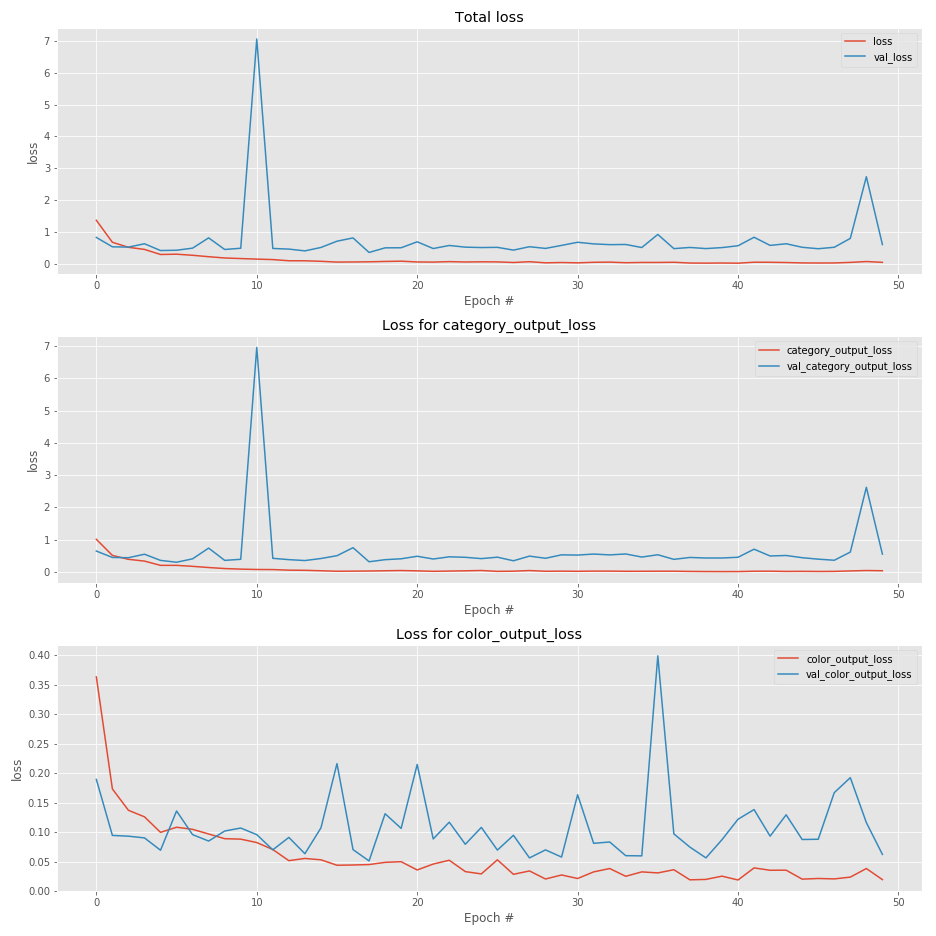 Total loss
loss
val_loss
7
6
5
4
3
2
1
0
loss
0 10 20 30 40 50
Epoch #
Loss for category_output_loss
category_output_loss
val_category_output_loss
7
6
5
4
3
2
1
0
loss
0 10 20 30 40 50
Epoch #
Loss for color_output_loss
color_output_loss
val_color_output_loss
0.40
0.35
0.30
0.25
0.20
0.15
0.10
0.05
0.00
loss
0 10 20 30 40 50
Epoch #